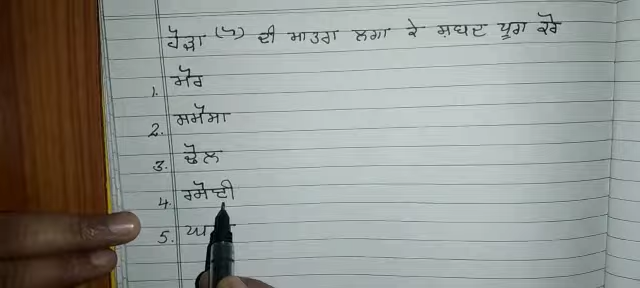 ਹੋੜਾ (ੋ) ਦੀ ਮਾਤਰਾ ਲਗਾ ਕੇ ਸ਼ਬਦ ਪੂਰਾ ਕਰੋ
1. ਮੋਰ
2. ਸਮੋਸਾ
3. ਢੋਲ
4. ਰਸੋਈ
5.